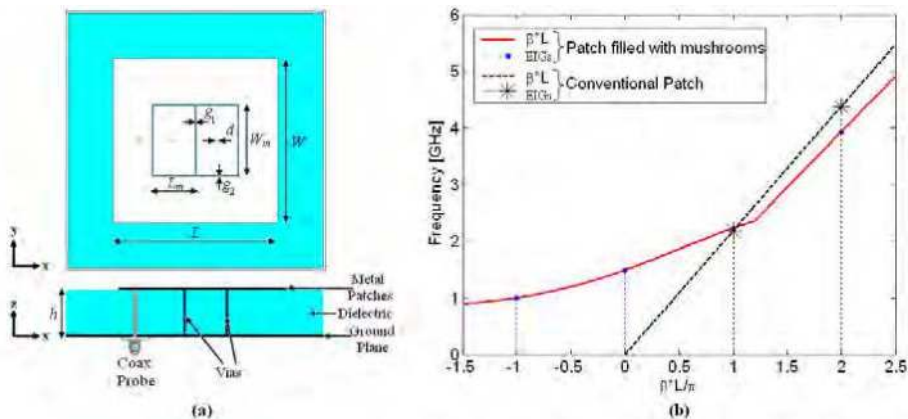 g₁
d
Wₘ
W
Lₘ
g₂
L
y
x
Metal
Patches
h
z
x
Dielectric
Ground
Plane
Coax
Probe
Vias
(a)
6
5
4
3
2
1
0
Frequency [GHz]
β*L
EIGs
Patch filled with mushrooms
β*L
EIGs
Conventional Patch
-1.5 -1 -0.5 0 0.5 1 1.5 2 2.5
β*L/π
(b)